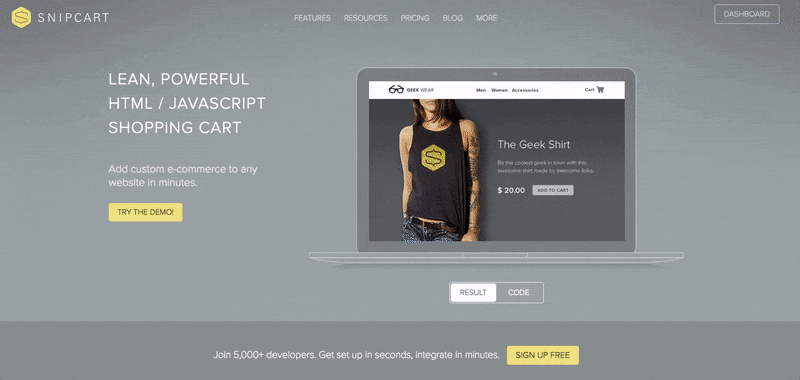 SNIPCART
FEATURES RESOURCES PRICING BLOG MORE
DASHBOARD
LEAN, POWERFUL
HTML / JAVASCRIPT
SHOPPING CART
Add custom e-commerce to any
website in minutes.
TRY THE DEMO!
GEEK WEAR
Men Women Accessories
Cart
The Geek Shirt
Be the coolest geek in town with this
awesome shirt made by awesome folks.
$ 20.00 ADD TO CART
RESULT CODE
Join 5,000+ developers. Get set up in seconds, integrate in minutes. SIGN UP FREE